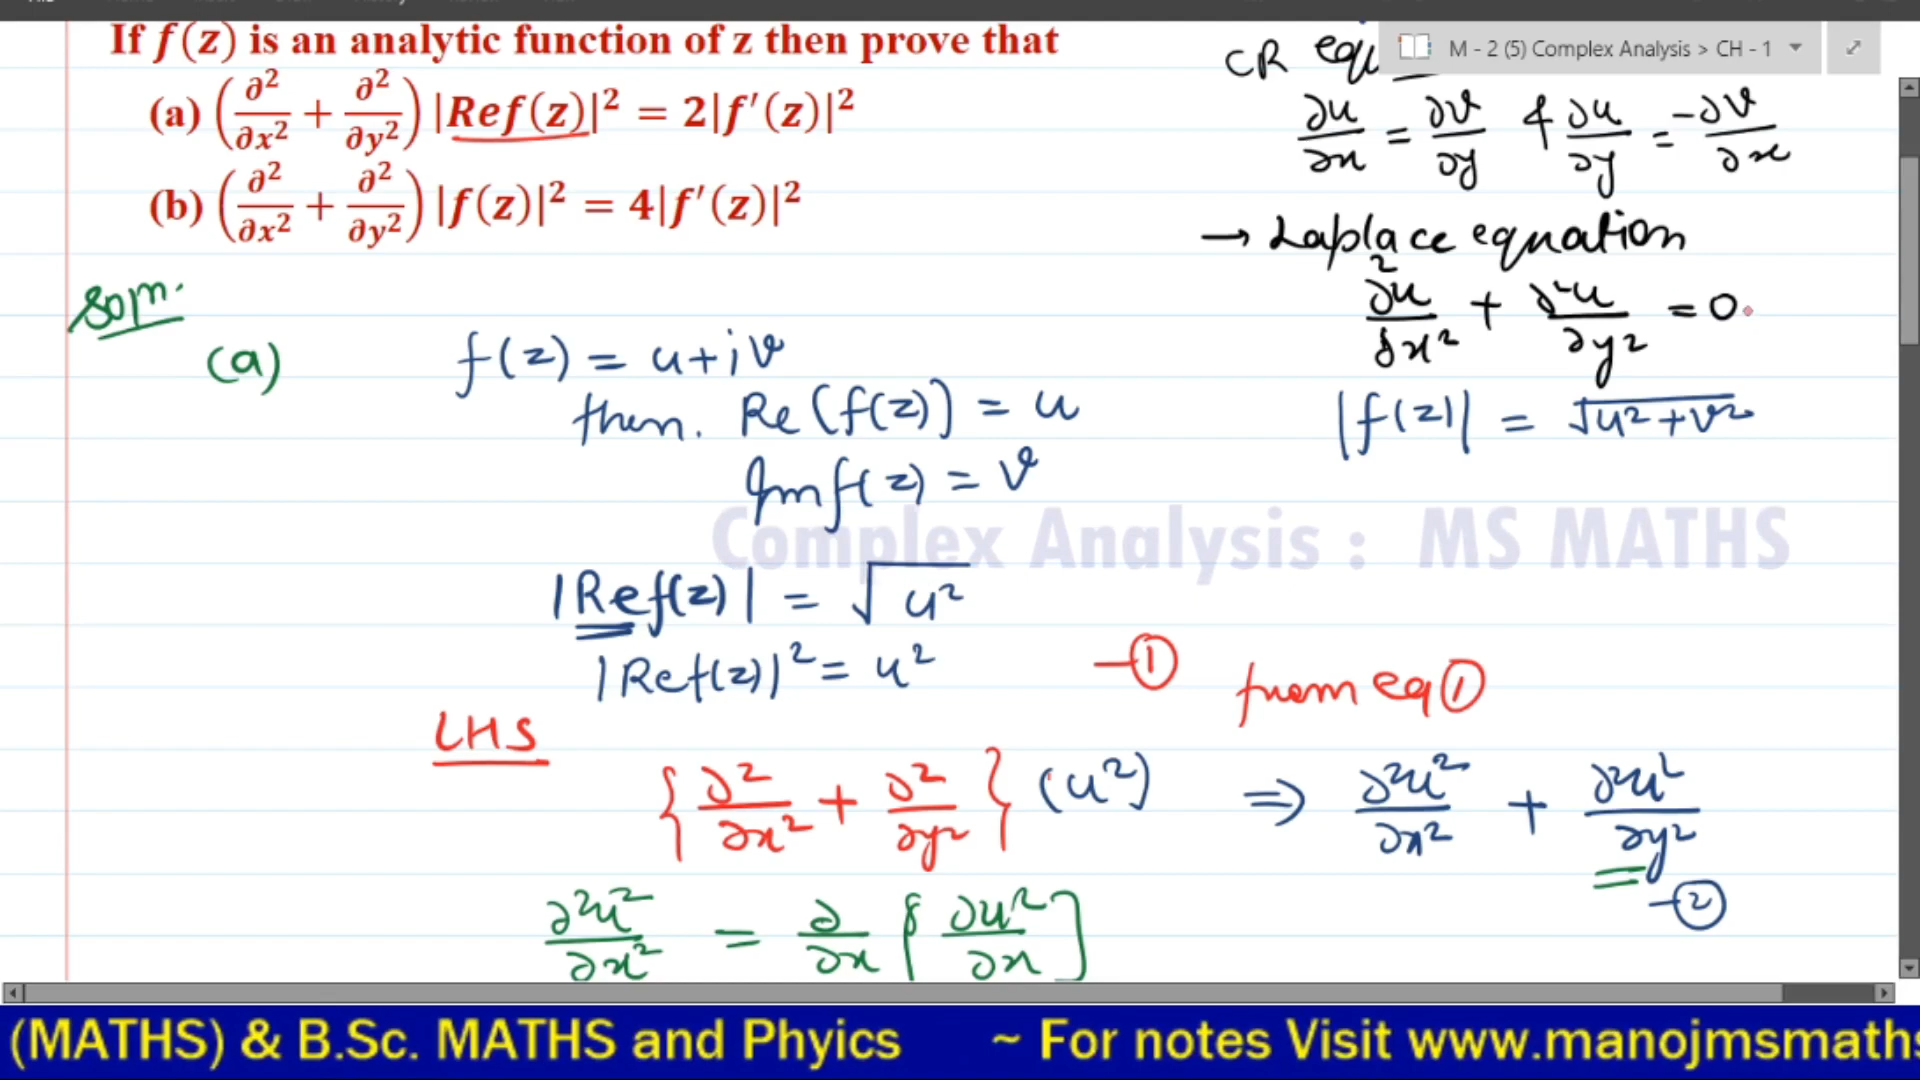 If f(z) is an analytic function of z then prove that
(a) (∂²/∂x² + ∂²/∂y²) |Ref(z)|² = 2|f′(z)|²
(b) (∂²/∂x² + ∂²/∂y²) |f(z)|² = 4|f′(z)|²
M - 2 (5) Complex Analysis > CH - 1
CR equ
∂u/∂x = ∂v/∂y & ∂u/∂y = -∂v/∂x
→ Laplace equation
∂²u/∂x² + ∂²u/∂y² = 0
|f(z)| = √u²+v²
Soln.
(a) f(z) = u+iv
then. Re(f(z)) = u
Im f(z) = v
Complex Analysis : MS MATHS
|Ref(z)| = √u²
|Ref(z)|² = u² —①
from eq ①
LHS
{∂²/∂x² + ∂²/∂y²} (u²) ⇒ ∂²u²/∂x² + ∂²u²/∂y² —②
∂²u²/∂x² = ∂/∂x [∂u²/∂x]
(MATHS) & B.Sc. MATHS and Phyics ~ For notes Visit www.manojmsmaths